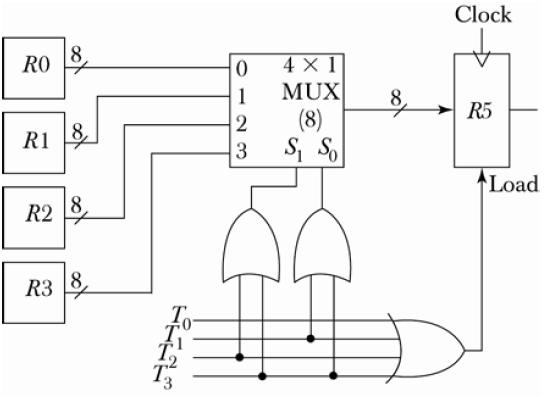 Clock
R0
8
0
4 × 1
1
MUX
8
R5
R1
8
2
(8)
3
S1 S0
Load
R2
8
R3
8
T0
T1
T2
T3